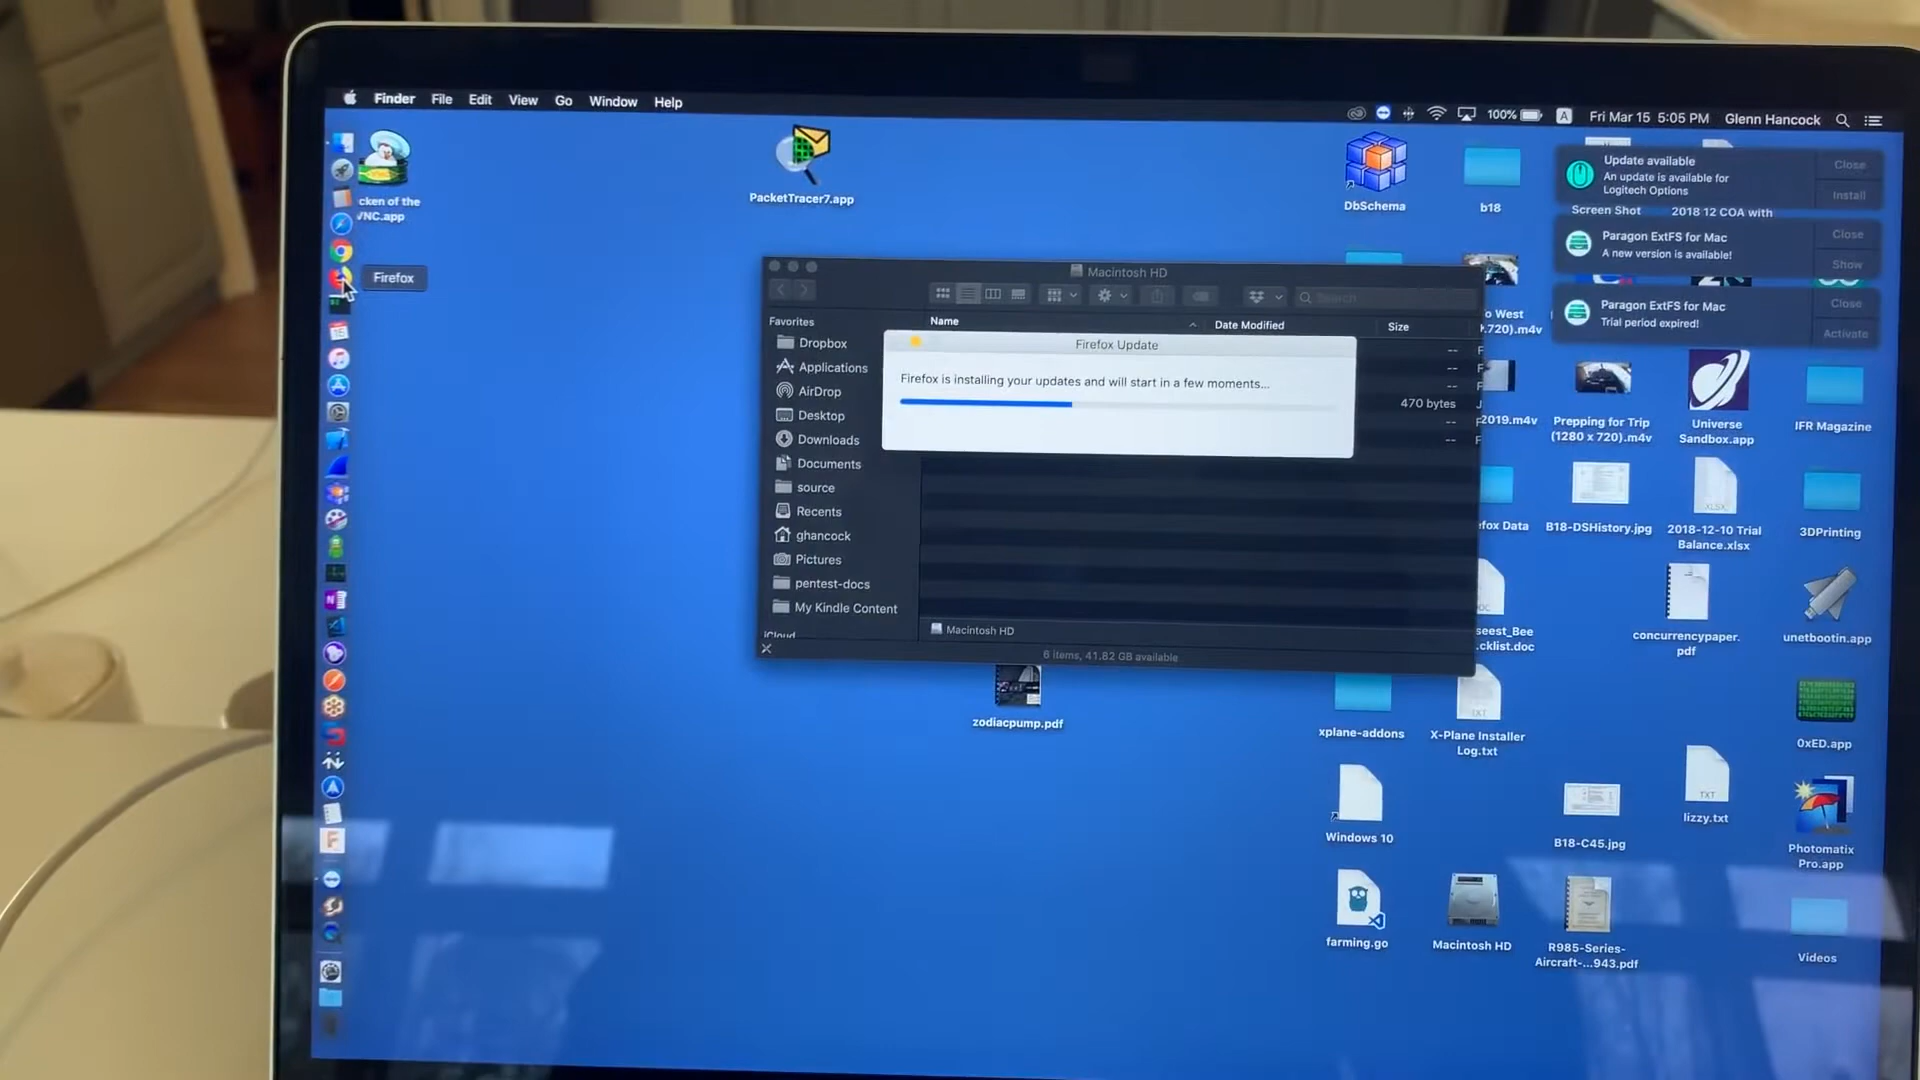 Finder File Edit View Go Window Help
100% A Fri Mar 15 5:05 PM Glenn Hancock
cken of the
VNC.app
Firefox
PacketTracer7.app
DbSchema
b18
Update available
An update is available for
Logitech Options
Close
Install
Screen Shot
2018 12 COA with
Paragon ExtFS for Mac
A new version is available!
Close
Show
Paragon ExtFS for Mac
Trial period expired!
Close
Activate
Macintosh HD
Search
Favorites
Dropbox
Applications
AirDrop
Desktop
Downloads
Documents
source
Recents
ghancock
Pictures
pentest-docs
My Kindle Content
iCloud
Name
Date Modified
Size
--
--
--
470 bytes
--
--
Firefox Update
Firefox is installing your updates and will start in a few moments...
Macintosh HD
6 items, 41.82 GB available
zodiacpump.pdf
o West
720).m4v
2019.m4v
Prepping for Trip
(1280 x 720).m4v
Universe
Sandbox.app
IFR Magazine
fox Data
B18-DSHistory.jpg
XLSX
2018-12-10 Trial
Balance.xlsx
3DPrinting
seest_Bee
cklist.doc
concurrencypaper.
pdf
unetbootin.app
xplane-addons
TXT
X-Plane Installer
Log.txt
0xED.app
Windows 10
B18-C45.jpg
TXT
lizzy.txt
Photomatix
Pro.app
farming.go
Macintosh HD
R985-Series-
Aircraft-...943.pdf
Videos